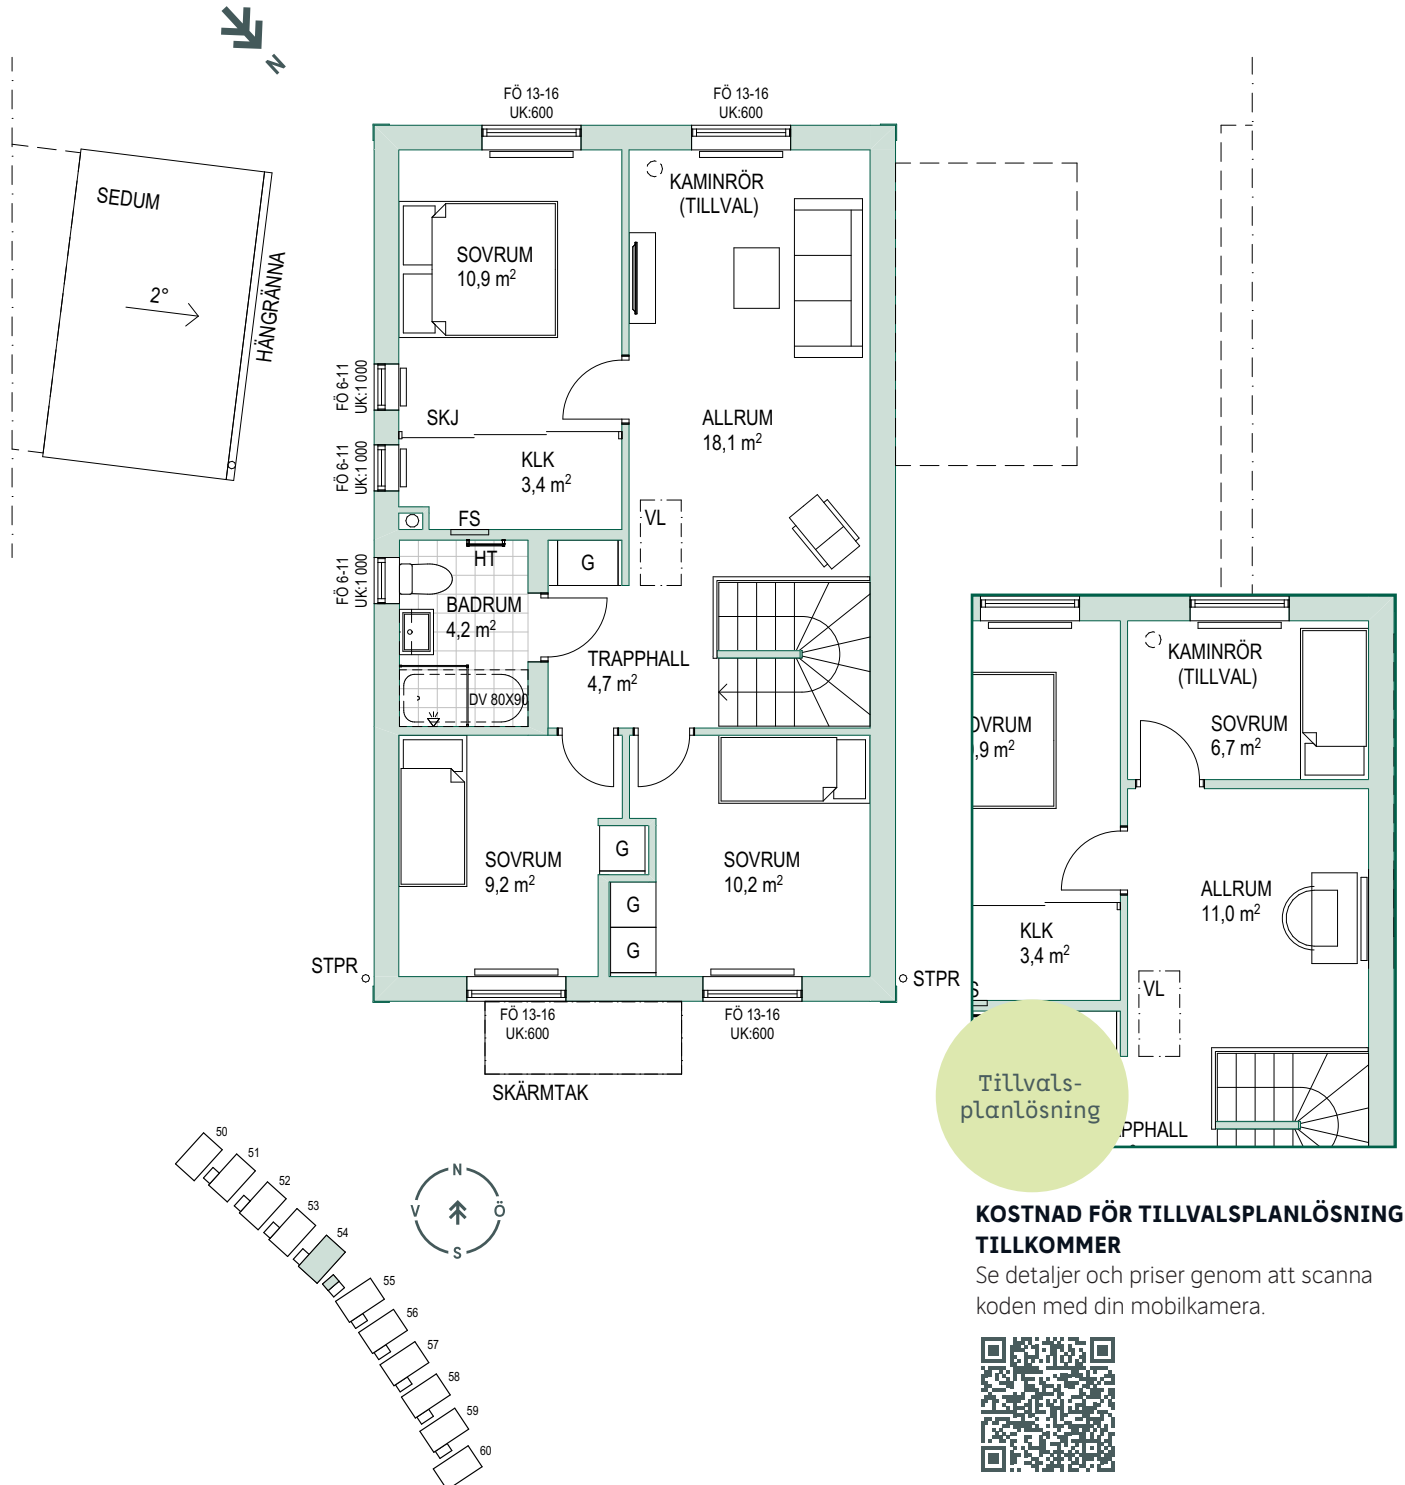 N
FÖ 13-16
UK:600
FÖ 13-16
UK:600
SEDUM
2°
HÄNGRÄNNA
KAMINRÖR
(TILLVAL)
SOVRUM
10,9 m²
FÖ 6-11
UK:1 000
SKJ
ALLRUM
18,1 m²
FÖ 6-11
UK:1 000
KLK
3,4 m²
FS
VL
HT
G
FÖ 6-11
UK:1 000
BADRUM
4,2 m²
TRAPPHALL
4,7 m²
DV 80X90
SOVRUM
9,2 m²
G
G
G
SOVRUM
10,2 m²
STPR
STPR
FÖ 13-16
UK:600
FÖ 13-16
UK:600
SKÄRMTAK
KAMINRÖR
(TILLVAL)
OVRUM
,9 m²
SOVRUM
6,7 m²
ALLRUM
11,0 m²
KLK
3,4 m²
S
VL
Tillvals-
planlösning
PPHALL
50
51
52
53
54
55
56
57
58
59
60
N
V
Ö
S
KOSTNAD FÖR TILLVALSPLANLÖSNING
TILLKOMMER
Se detaljer och priser genom att scanna
koden med din mobilkamera.